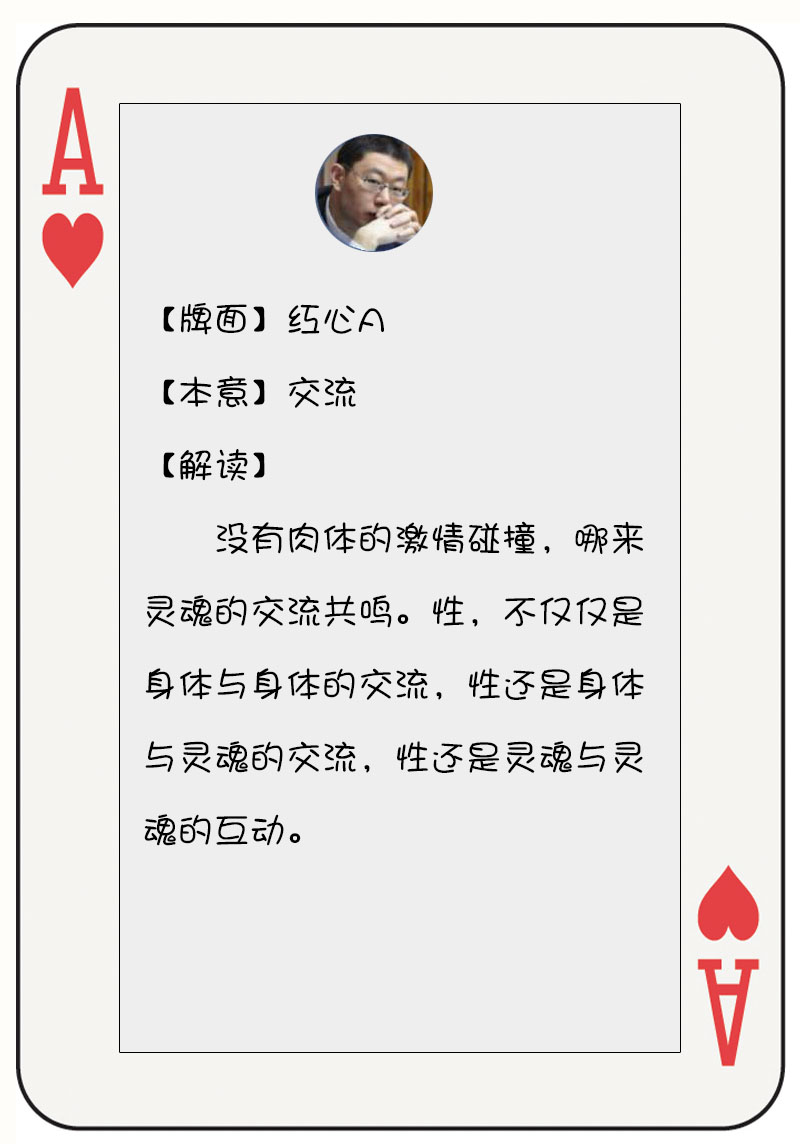 A
【牌面】红心A
【本意】交流
【解读】
没有肉体的激情碰撞，哪来
灵魂的交流共鸣。性，不仅仅是
身体与身体的交流，性还是身体
与灵魂的交流，性还是灵魂与灵
魂的互动。
A